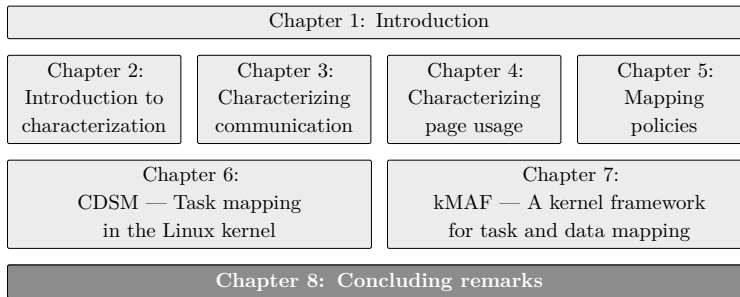 Chapter 1: Introduction
Chapter 2:
Introduction to
characterization
Chapter 3:
Characterizing
communication
Chapter 4:
Characterizing
page usage
Chapter 5:
Mapping
policies
Chapter 6:
CDSM — Task mapping
in the Linux kernel
Chapter 7:
kMAF — A kernel framework
for task and data mapping
Chapter 8: Concluding remarks